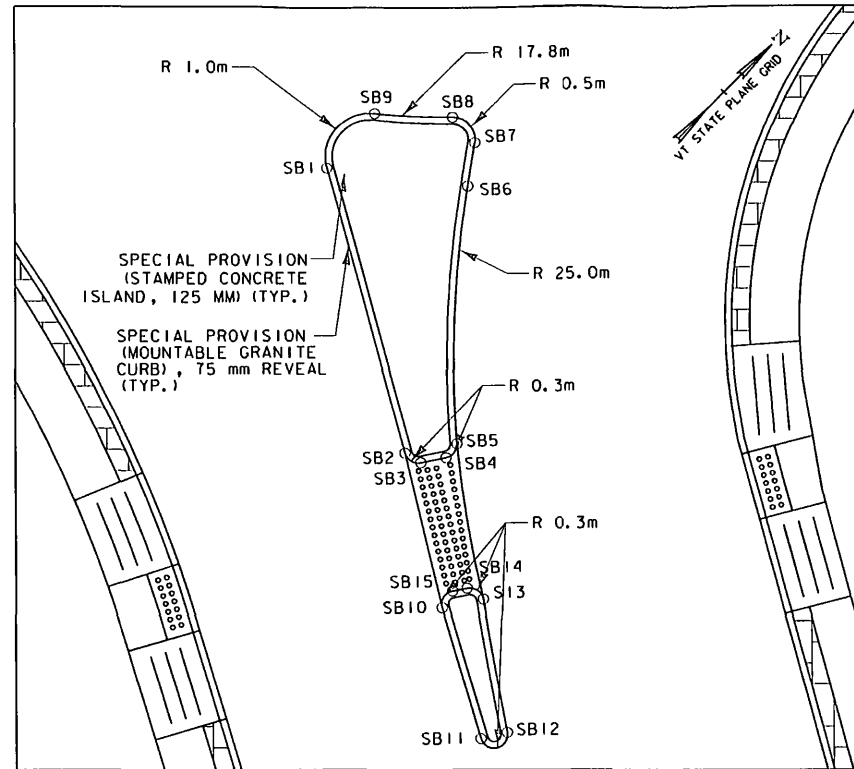 R 17.8m
R 1.0m
R 0.5m
SB9
SB8
SB7
SB1
SB6
N
VT STATE PLANE GRID
SPECIAL PROVISION
(STAMPED CONCRETE
ISLAND, 125 MM) (TYP.)
R 25.0m
SPECIAL PROVISION
(MOUNTABLE GRANITE
CURB), 75 mm REVEAL
(TYP.)
R 0.3m
SB5
SB2
SB4
SB3
R 0.3m
SB14
SB15
S13
SB10
SB12
SB11